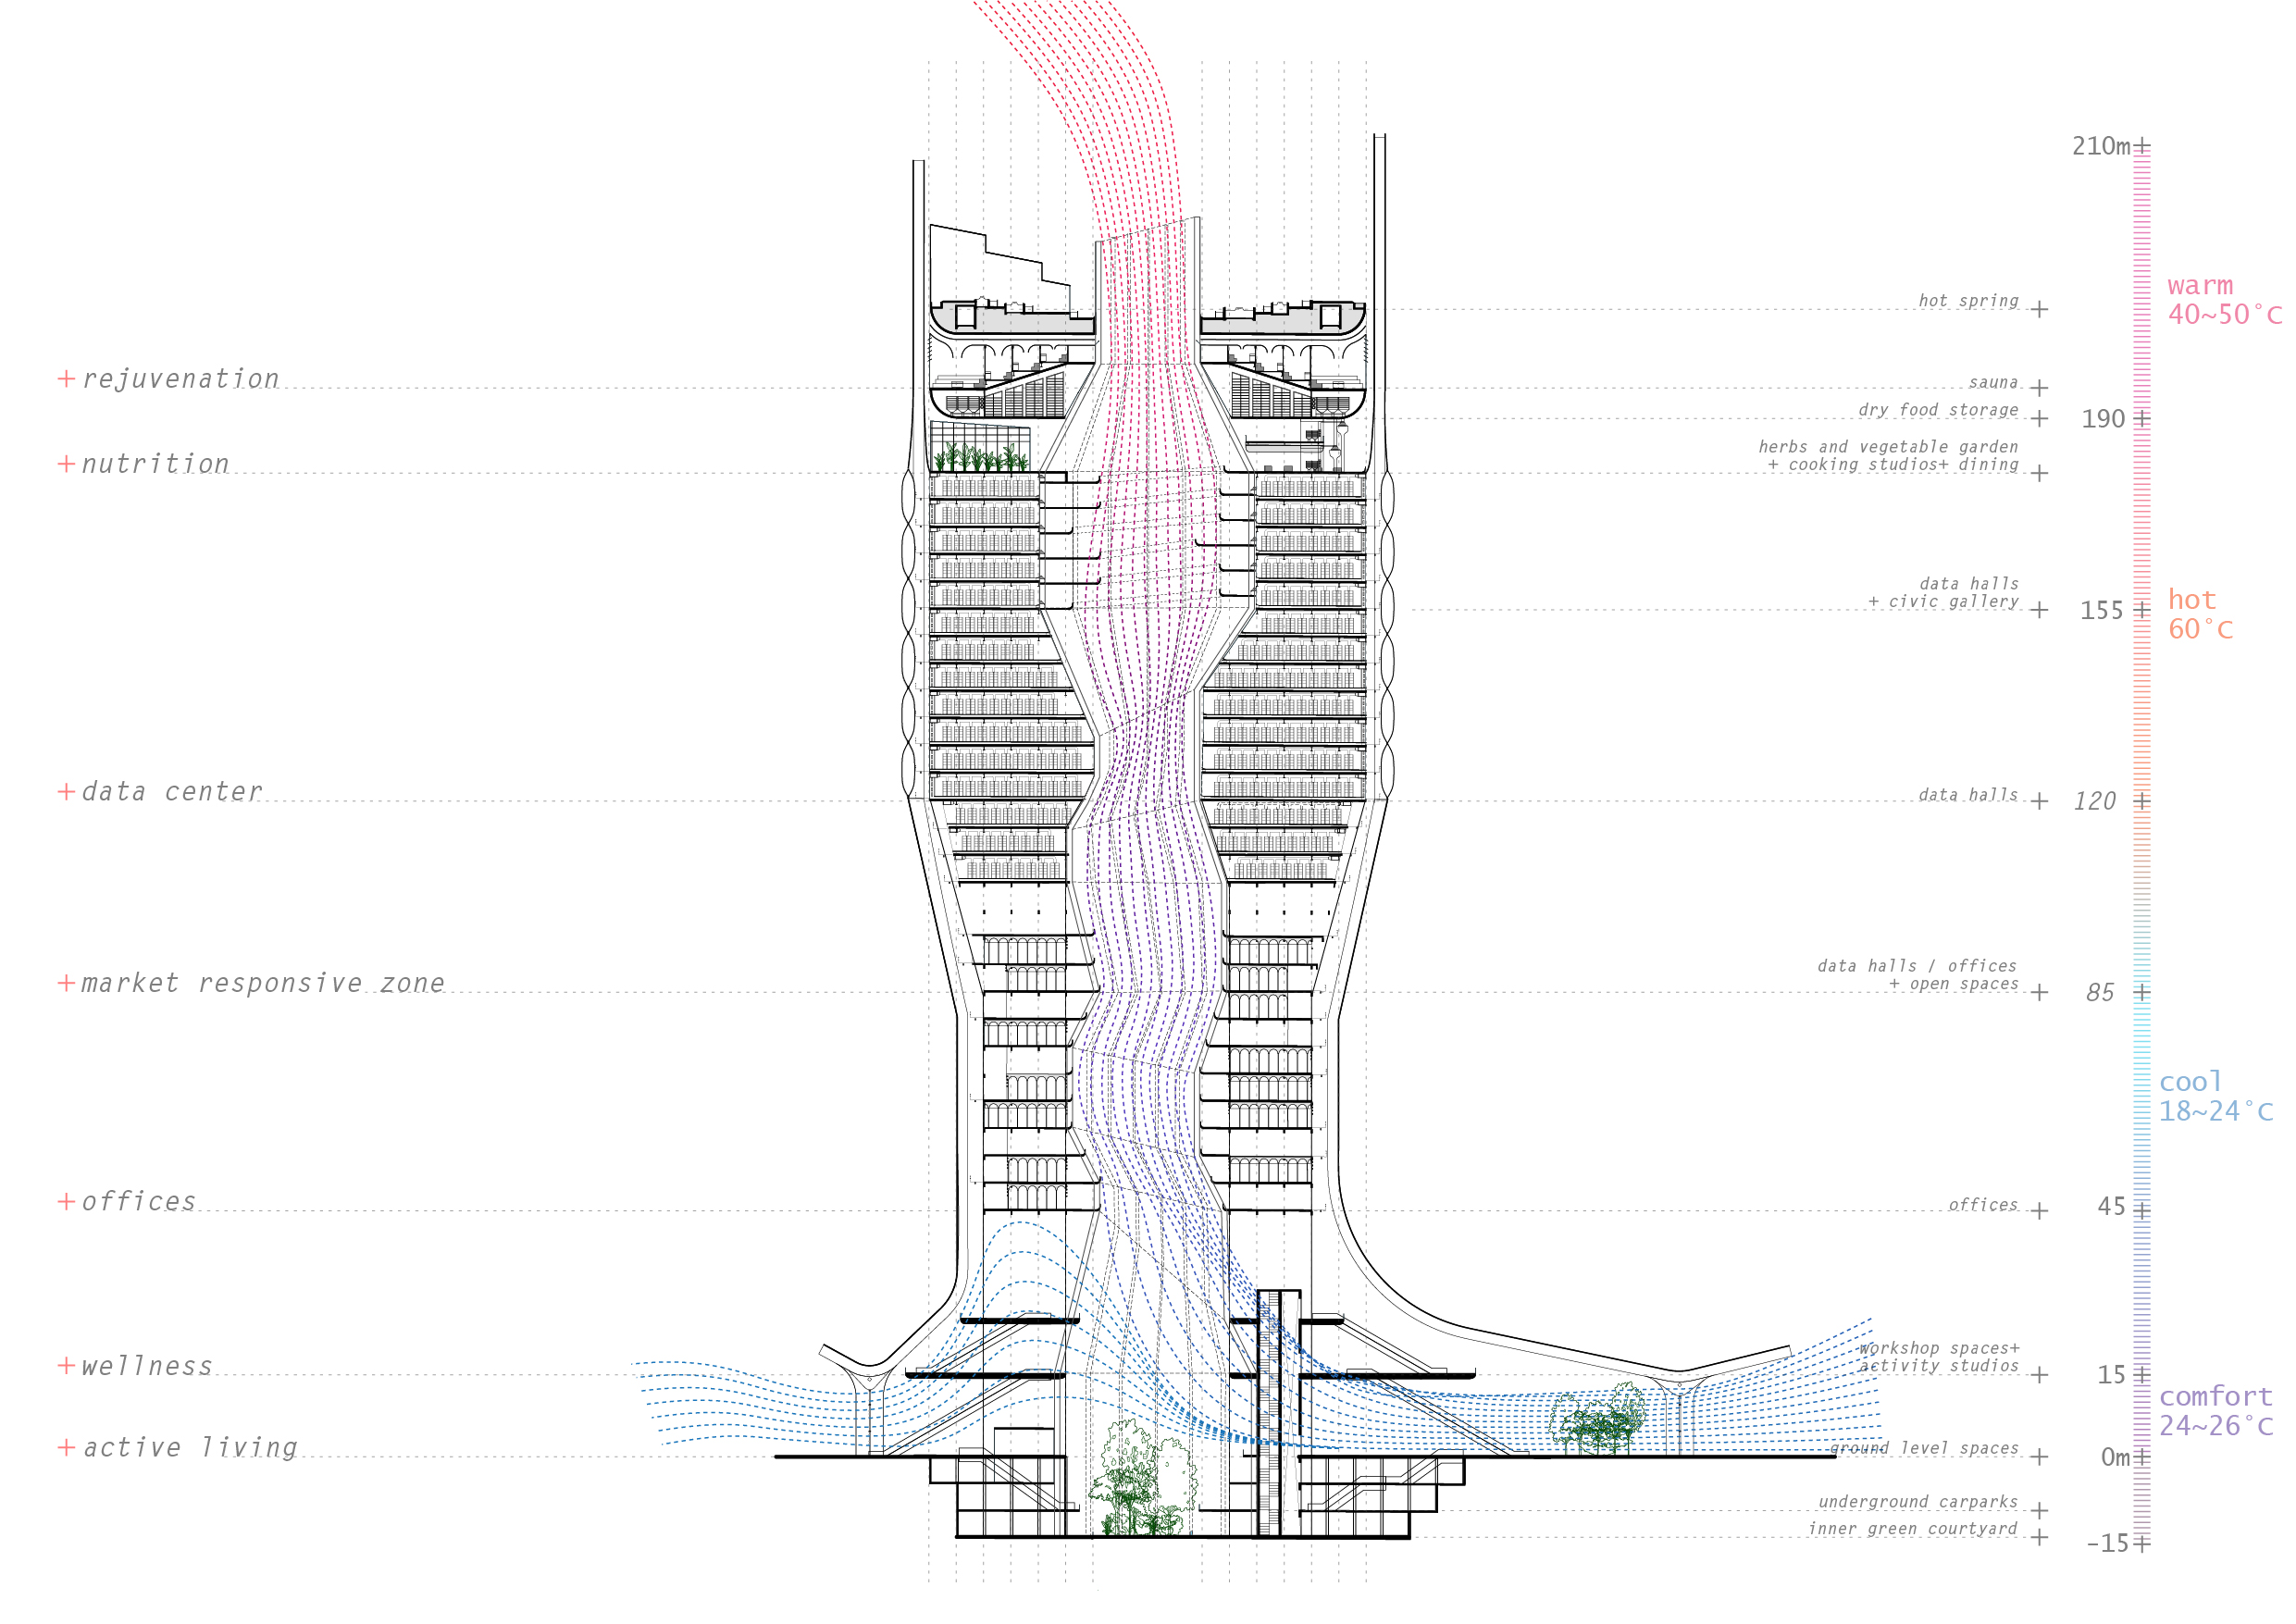 210m
warm
hot spring
40~50°C
+rejuvenation
sauna
dry food storage
190
herbs and vegetable garden
+nutrition
+ cooking studios+ dining
data halls
hot
+ civic gallery
155
60°C
+data center
data halls
120
data halls / offices
+market responsive zone
+ open spaces
85
cool
18~24°C
+offices
offices
45
workshop spaces+
+wellness
activity studios
15
comfort
24~26°C
+active living
ground level spaces
0m
underground carparks
inner green courtyard
-15